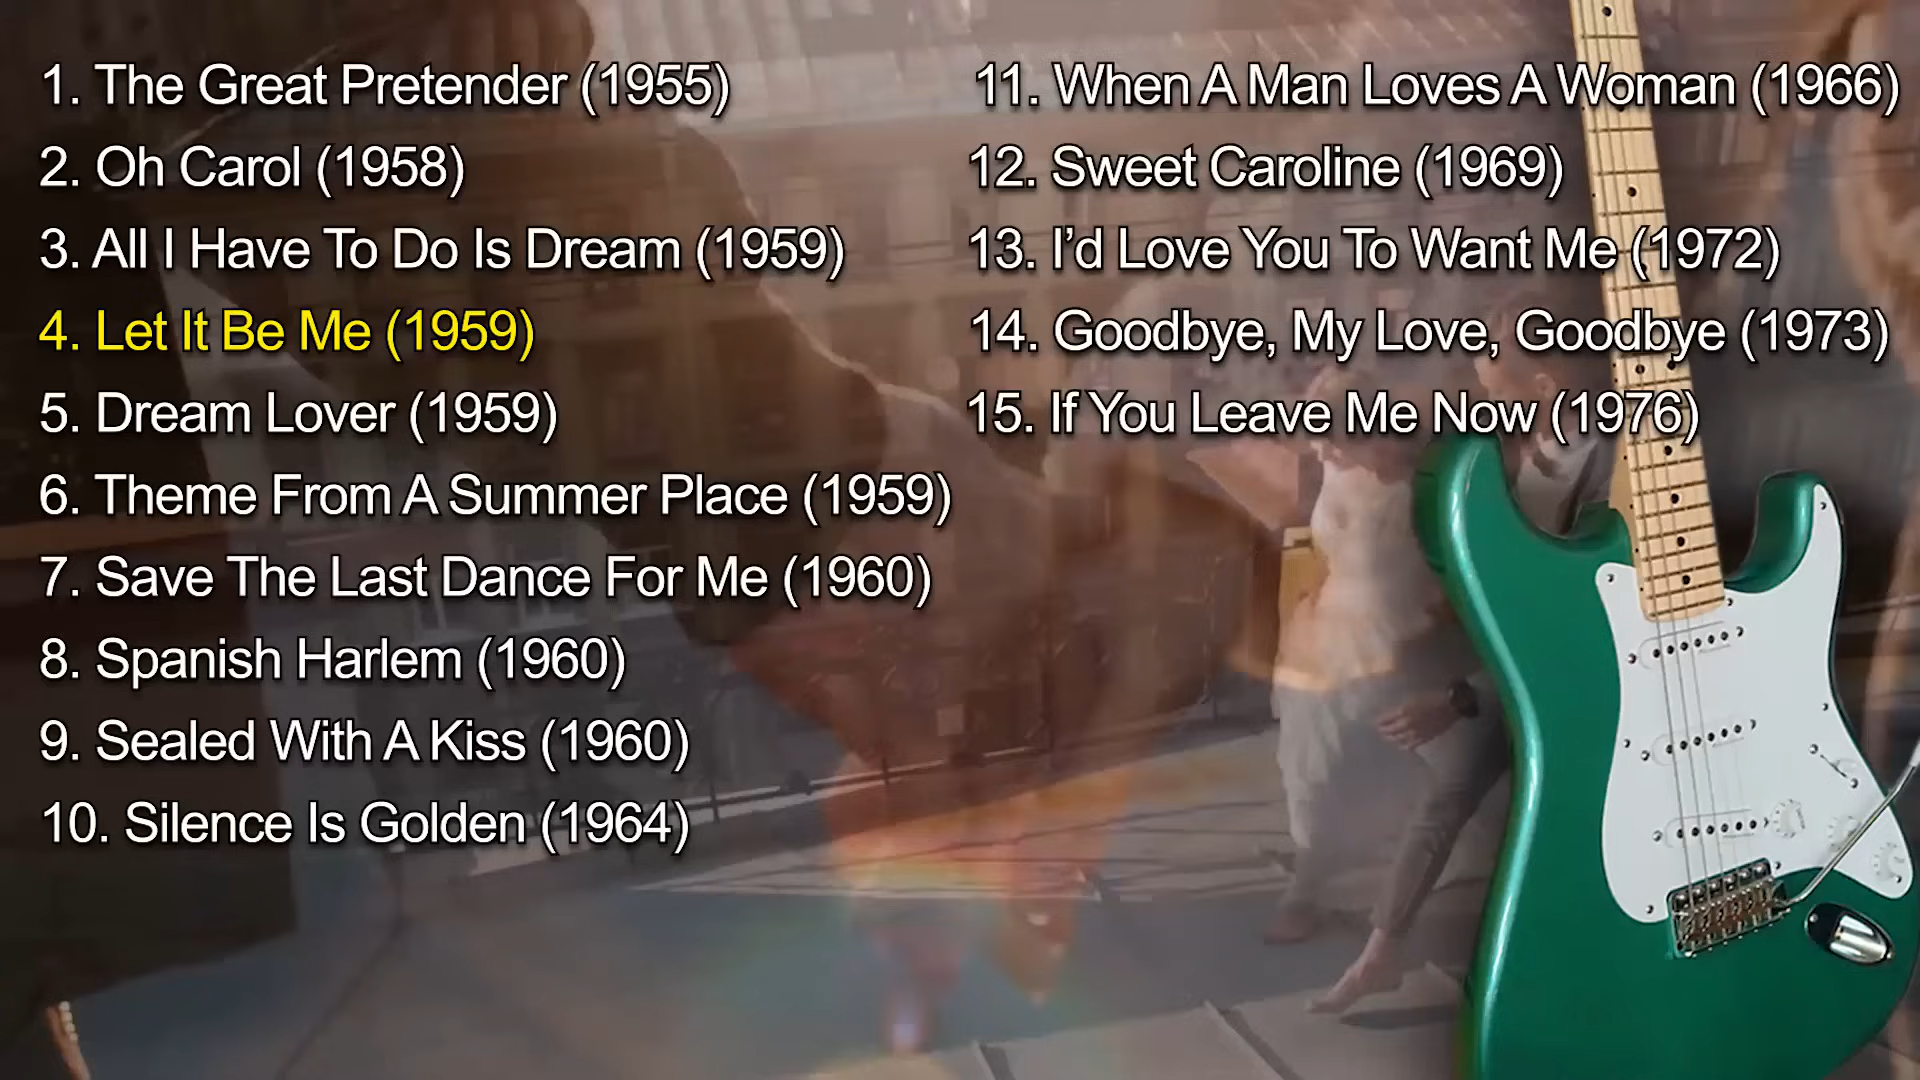 1. The Great Pretender (1955)
2. Oh Carol (1958)
3. All I Have To Do Is Dream (1959)
4. Let It Be Me (1959)
5. Dream Lover (1959)
6. Theme From A Summer Place (1959)
7. Save The Last Dance For Me (1960)
8. Spanish Harlem (1960)
9. Sealed With A Kiss (1960)
10. Silence Is Golden (1964)
11. When A Man Loves A Woman (1966)
12. Sweet Caroline (1969)
13. I’d Love You To Want Me (1972)
14. Goodbye, My Love, Goodbye (1973)
15. If You Leave Me Now (1976)